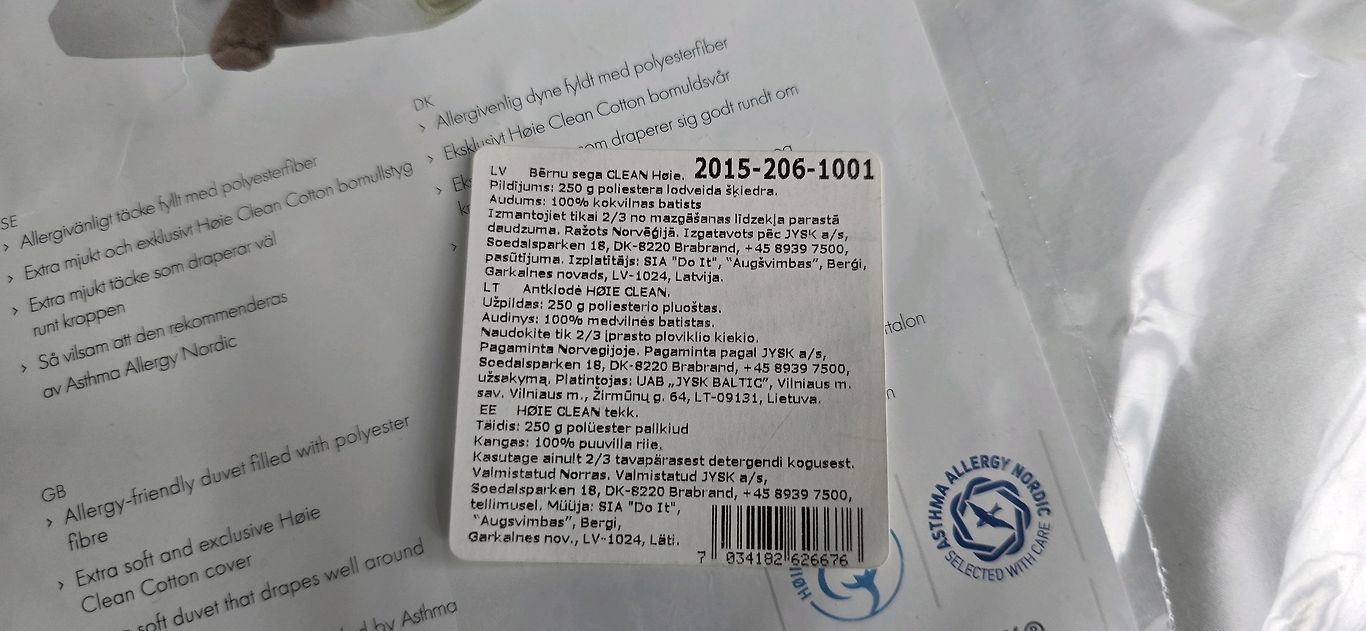 SE
› Allergivänligt täcke fyllt med polyesterfiber
› Extra mjukt och exklusivt Høie Clean Cotton bomullstyg
› Extra mjukt täcke som draperar väl
runt kroppen
› Så vilsam att den rekommenderas
av Asthma Allergy Nordic
DK
› Allergivenlig dyne fyldt med polyesterfiber
› Eksklusivt Høie Clean Cotton bomuldsvår
som draperer sig godt rundt om
GB
› Allergy-friendly duvet filled with polyester
fibre
› Extra soft and exclusive Høie
Clean Cotton cover
soft duvet that drapes well around
by Asthma
LV Bērnu sega CLEAN Høie. 2015-206-1001
Pildījums: 250 g poliestera lodveida šķiedra.
Audums: 100% kokvilnas batists
Izmantojiet tikai 2/3 no mazgāšanas līdzekļa parastā
daudzuma. Ražots Norvēģijā. Izgatavots pēc JYSK a/s,
Soedalsparken 18, DK-8220 Brabrand, +45 8939 7500,
pasūtījuma. Izplatītājs: SIA "Do It", "Augšvimbas", Berģi,
Garkalnes novads, LV-1024, Latvija.
LT Antklodė HØIE CLEAN.
Užpildas: 250 g poliesterio pluoštas.
Audinys: 100% medvilnės batistas.
Naudokite tik 2/3 įprasto ploviklio kiekio.
Pagaminta Norvegijoje. Pagaminta pagal JYSK a/s,
Soedalsparken 18, DK-8220 Brabrand, +45 8939 7500,
užsakymą. Platintojas: UAB „JYSK BALTIC”, Vilniaus m.
sav. Vilniaus m., Žirmūnų g. 64, LT-09131, Lietuva.
EE HØIE CLEAN tekk.
Täidis: 250 g polüester pallkiud
Kangas: 100% puuvilla riie.
Kasutage ainult 2/3 tavapärasest detergendi kogusest.
Valmistatud Norras. Valmistatud JYSK a/s,
Soedalsparken 18, DK-8220 Brabrand, +45 8939 7500,
tellimusel. Müüja: SIA "Do It",
"Augsvimbas", Bergi,
Garkalnes nov., LV-1024, Läti.
7 034182 626676
ASTHMA ALLERGY NORDIC
SELECTED WITH CARE